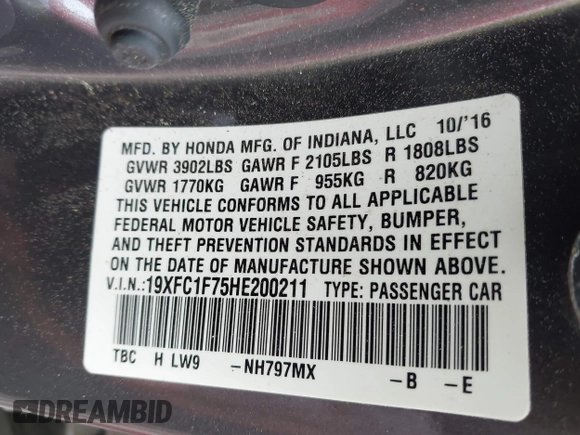 MFD. BY HONDA MFG. OF INDIANA, LLC 10/'16
GVWR 3902LBS GAWR F 2105LBS R 1808LBS
GVWR 1770KG GAWR F 955KG R 820KG
THIS VEHICLE CONFORMS TO ALL APPLICABLE
FEDERAL MOTOR VEHICLE SAFETY, BUMPER,
AND THEFT PREVENTION STANDARDS IN EFFECT
ON THE DATE OF MANUFACTURE SHOWN ABOVE.
V.I.N.:19XFC1F75HE200211 TYPE: PASSENGER CAR
TBC H LW9 -NH797MX -B -E
DREAMBID